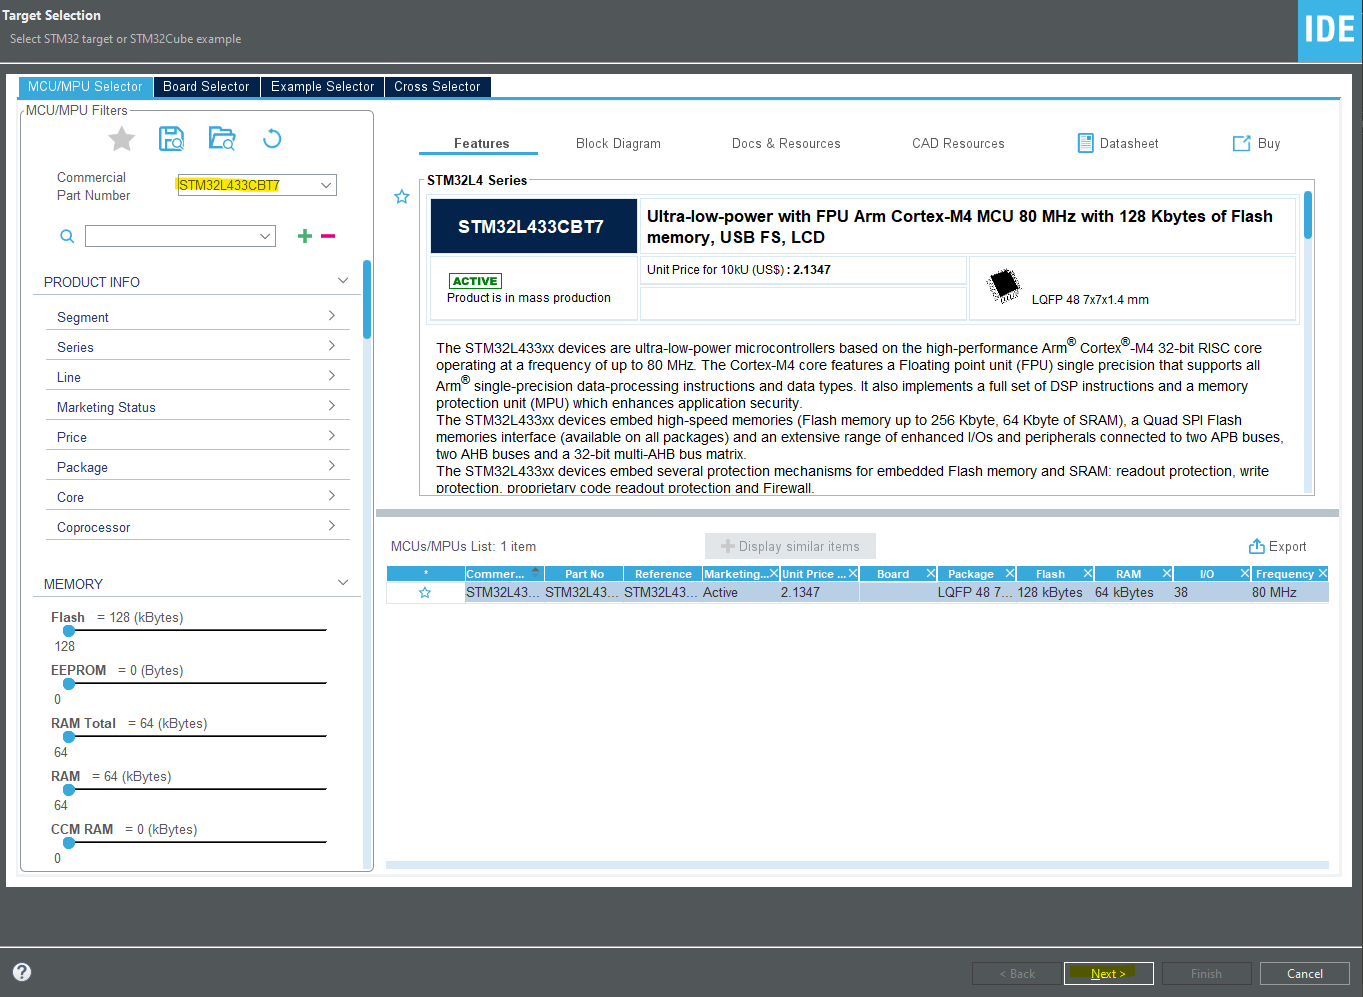 Target Selection
Select STM32 target or STM32Cube example
IDE
MCU/MPU Selector
Board Selector
Example Selector
Cross Selector
MCU/MPU Filters
Commercial
Part Number
STM32L433CBT7
PRODUCT INFO
Segment
Series
Line
Marketing Status
Price
Package
Core
Coprocessor
MEMORY
Flash = 128 (kBytes)
128
EEPROM = 0 (Bytes)
0
RAM Total = 64 (kBytes)
64
RAM = 64 (kBytes)
64
CCM RAM = 0 (kBytes)
0
Features
Block Diagram
Docs & Resources
CAD Resources
Datasheet
Buy
STM32L4 Series
STM32L433CBT7
Ultra-low-power with FPU Arm Cortex-M4 MCU 80 MHz with 128 Kbytes of Flash
memory, USB FS, LCD
ACTIVE
Product is in mass production
Unit Price for 10kU (US$) : 2.1347
LQFP 48 7x7x1.4 mm
The STM32L433xx devices are ultra-low-power microcontrollers based on the high-performance Arm® Cortex®-M4 32-bit RISC core
operating at a frequency of up to 80 MHz. The Cortex-M4 core features a Floating point unit (FPU) single precision that supports all
Arm® single-precision data-processing instructions and data types. It also implements a full set of DSP instructions and a memory
protection unit (MPU) which enhances application security.
The STM32L433xx devices embed high-speed memories (Flash memory up to 256 Kbyte, 64 Kbyte of SRAM), a Quad SPI Flash
memories interface (available on all packages) and an extensive range of enhanced I/Os and peripherals connected to two APB buses,
two AHB buses and a 32-bit multi-AHB bus matrix.
The STM32L433xx devices embed several protection mechanisms for embedded Flash memory and SRAM: readout protection, write
protection, proprietary code readout protection and Firewall.
MCUs/MPUs List: 1 item
Display similar items
Export
* Commer... Part No Reference Marketing... Unit Price ... Board Package Flash RAM I/O Frequency
STM32L43... STM32L43... STM32L43... Active 2.1347 LQFP 48 7... 128 kBytes 64 kBytes 38 80 MHz
?
< Back
Next >
Finish
Cancel